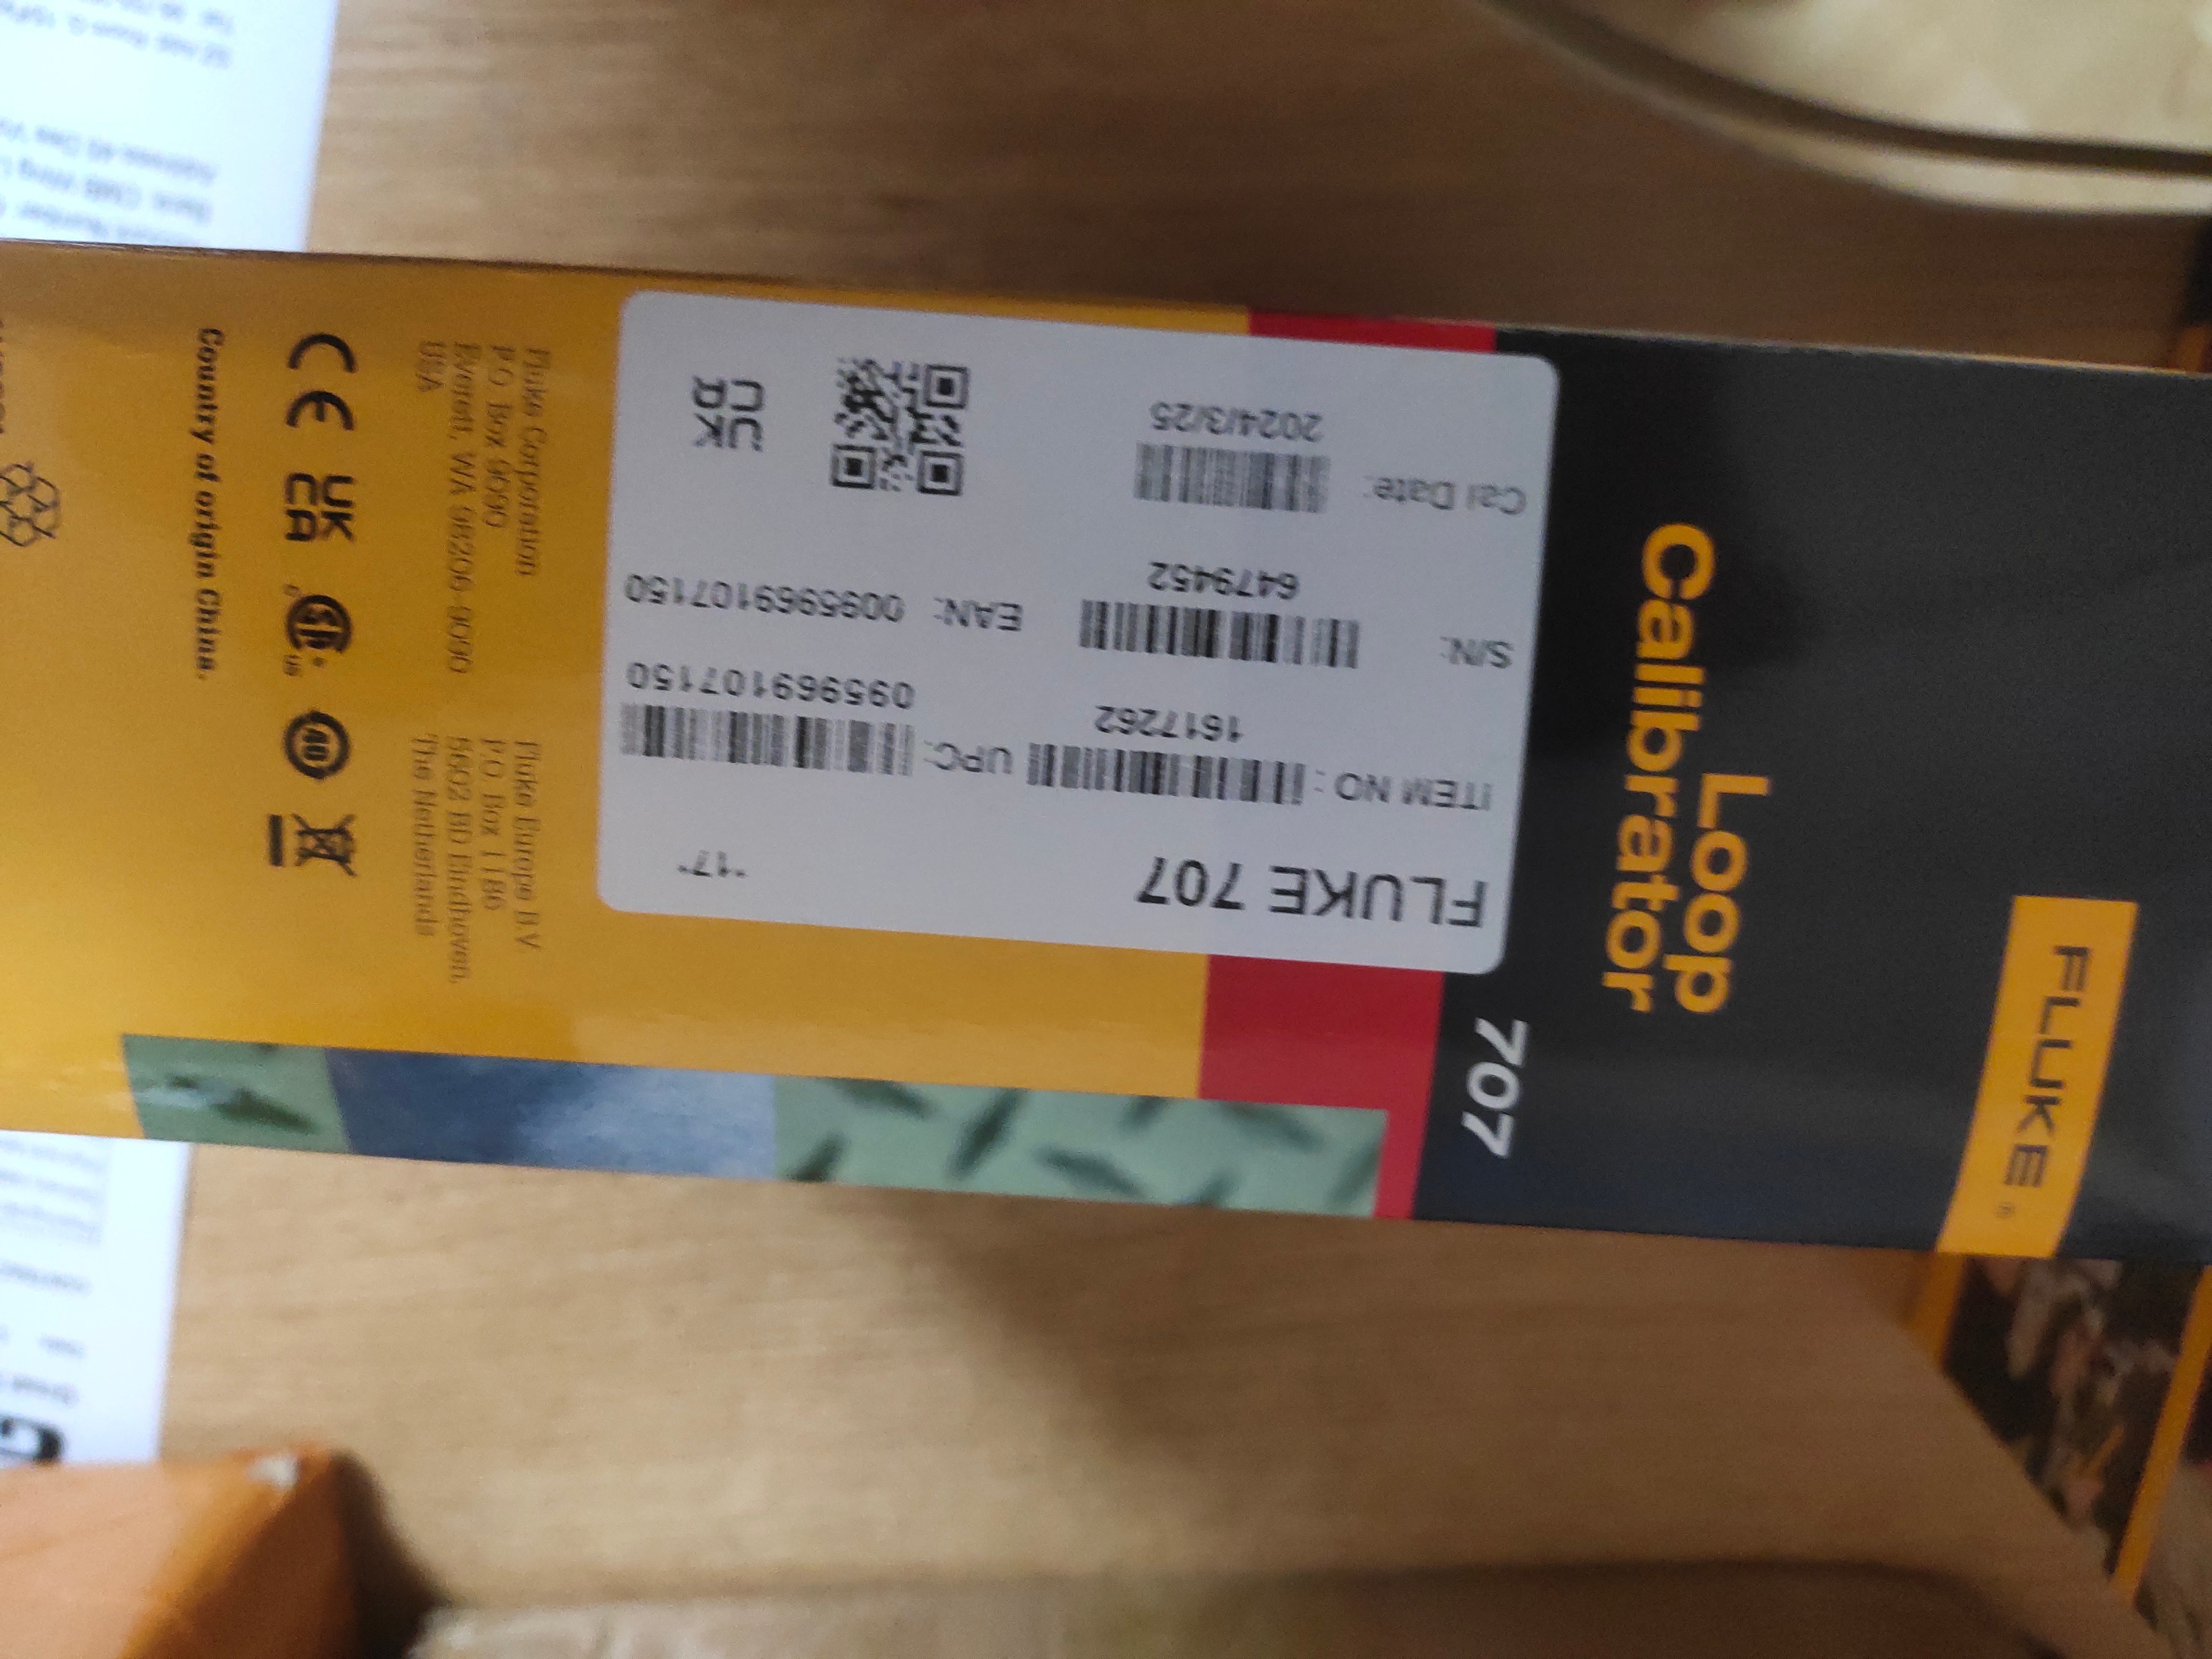 FLUKE®
Loop
Calibrator
707
FLUKE 707
"17"
ITEM NO :
1617262
UPC:
095969107150
S/N:
6479452
EAN: 0095969107150
Cal Date:
2024/3/25
UK
CA
Fluke Corporation
P.O. Box 9090
Everett, WA 98206-9090
USA
Fluke Europe B.V.
P.O. Box 1186
5602 BD Eindhoven,
The Netherlands
CE
UK
CA
Country of origin China.